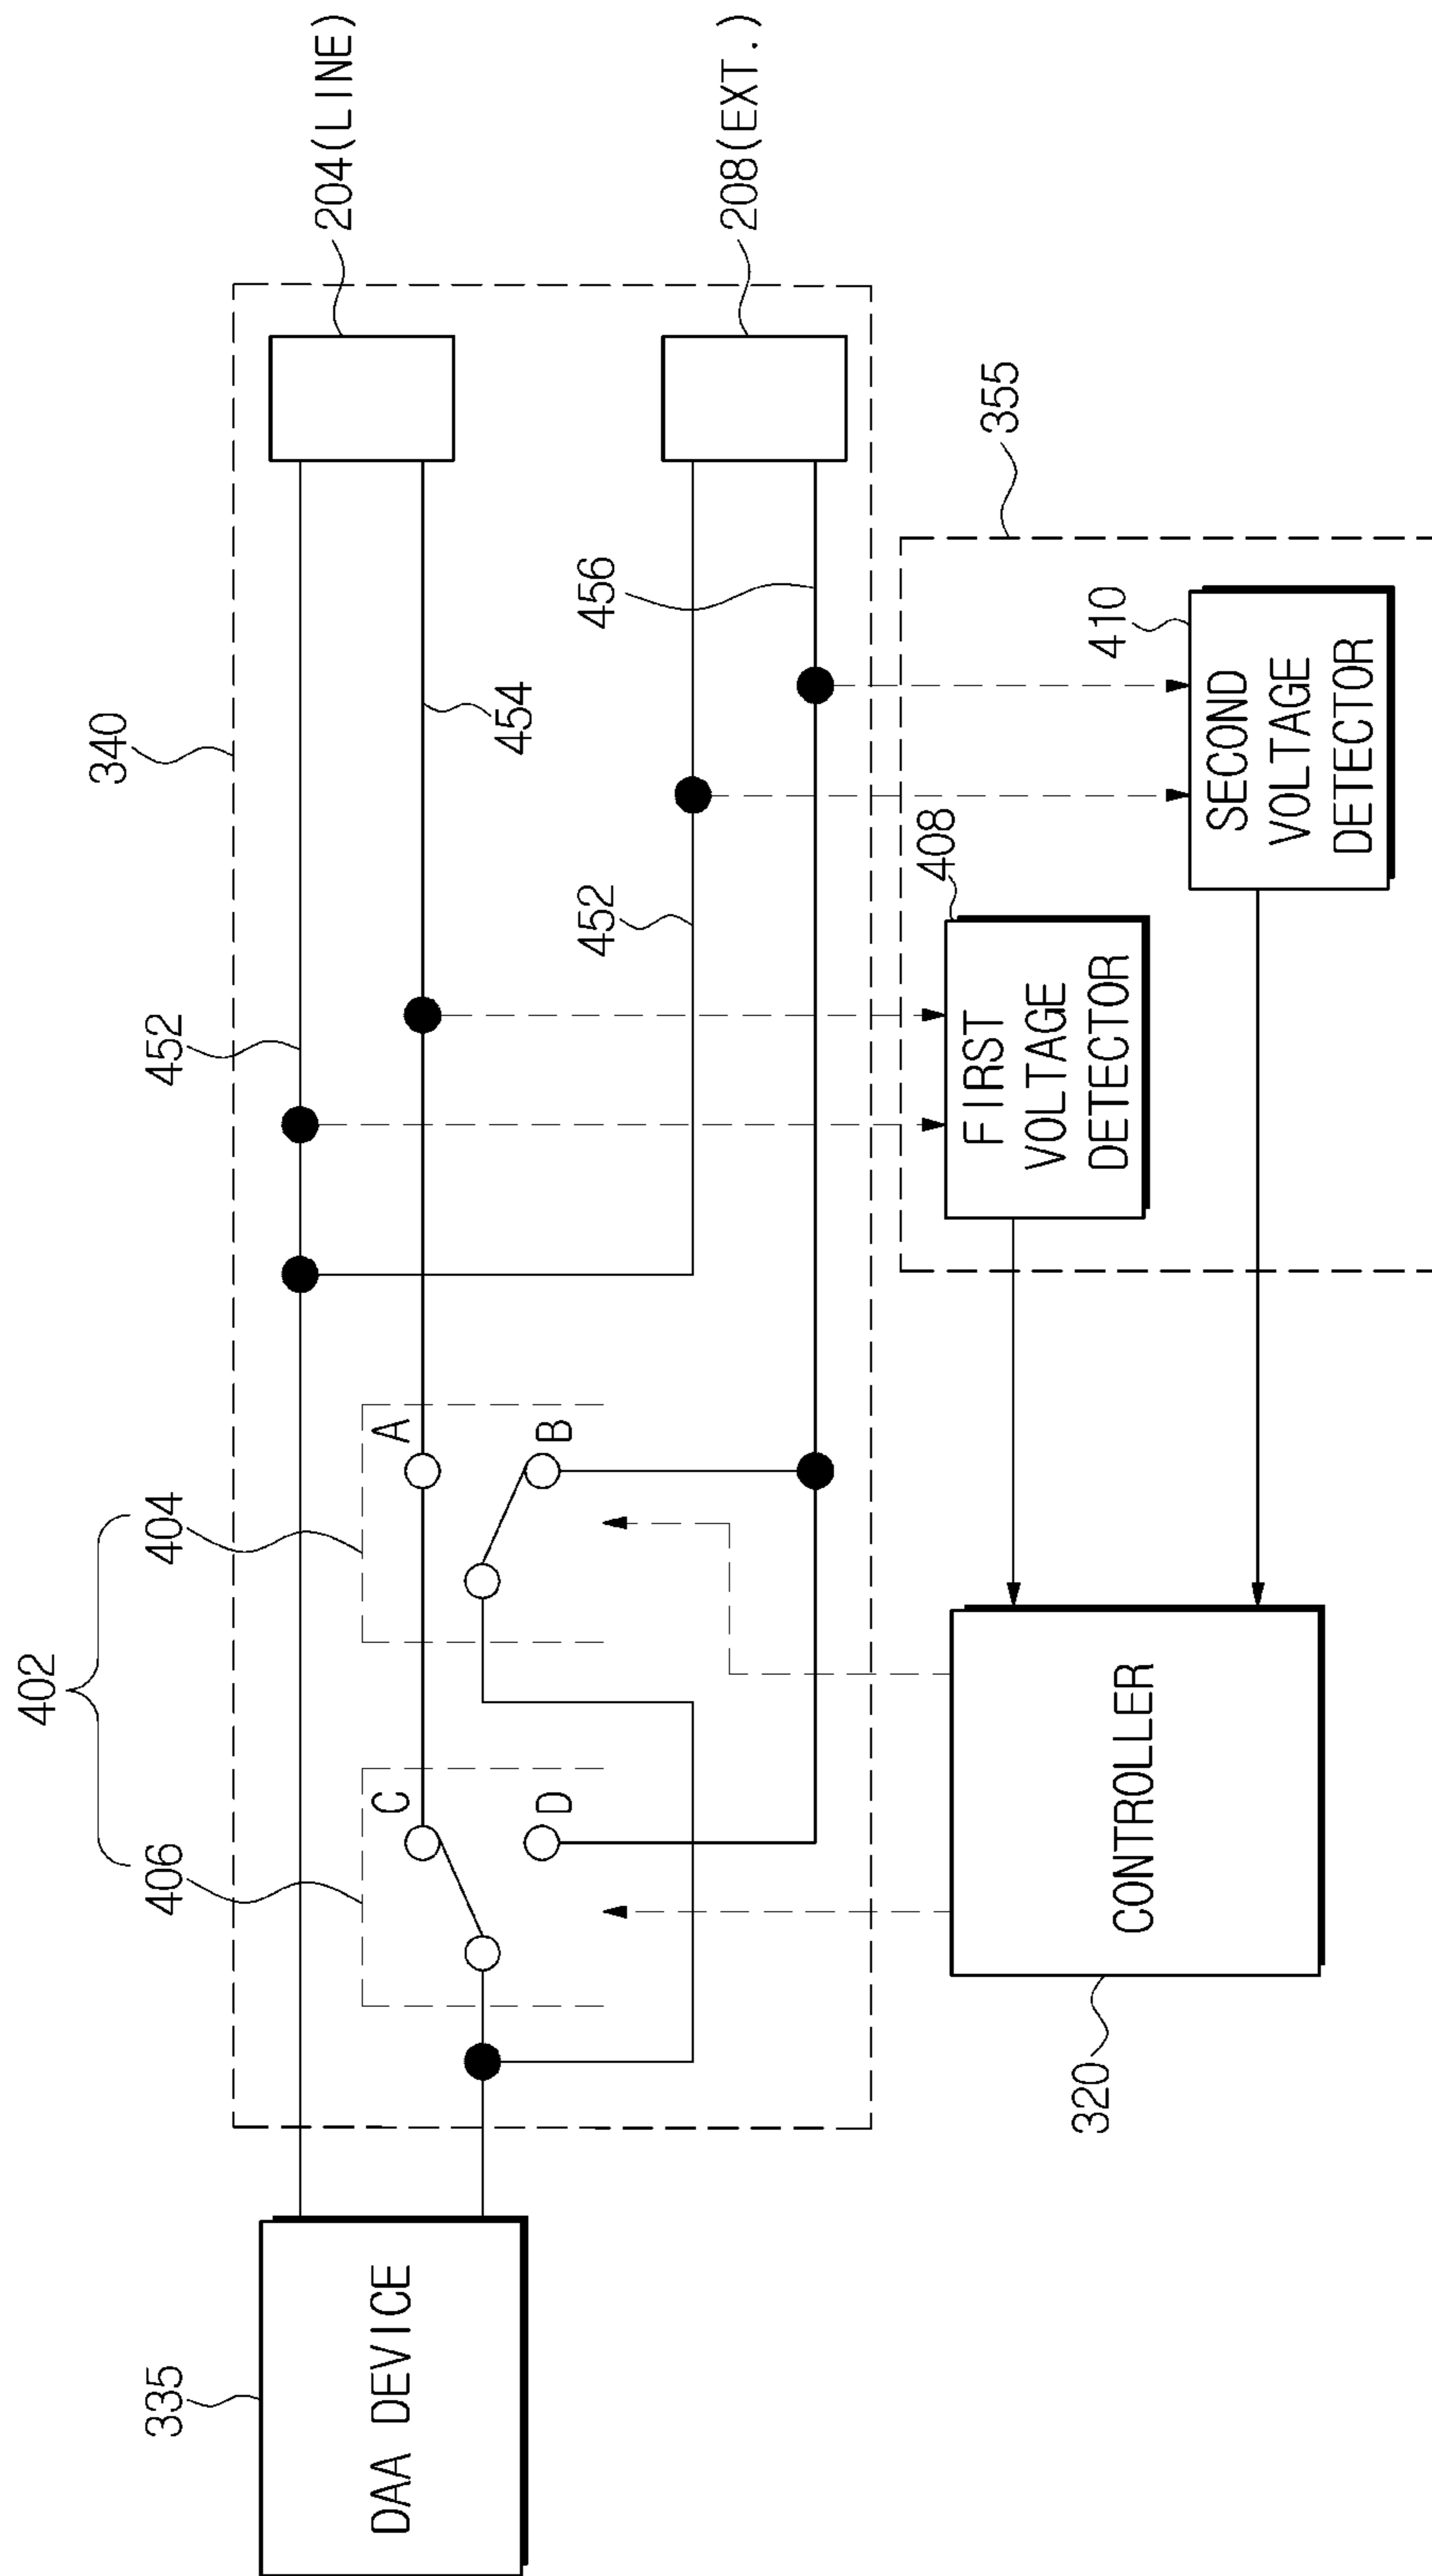 340
204(LINE)
208(EXT.)
452
454
452
456
402
406
404
C
A
D
B
335
DAA DEVICE
355
408
FIRST
VOLTAGE
DETECTOR
410
SECOND
VOLTAGE
DETECTOR
320
CONTROLLER